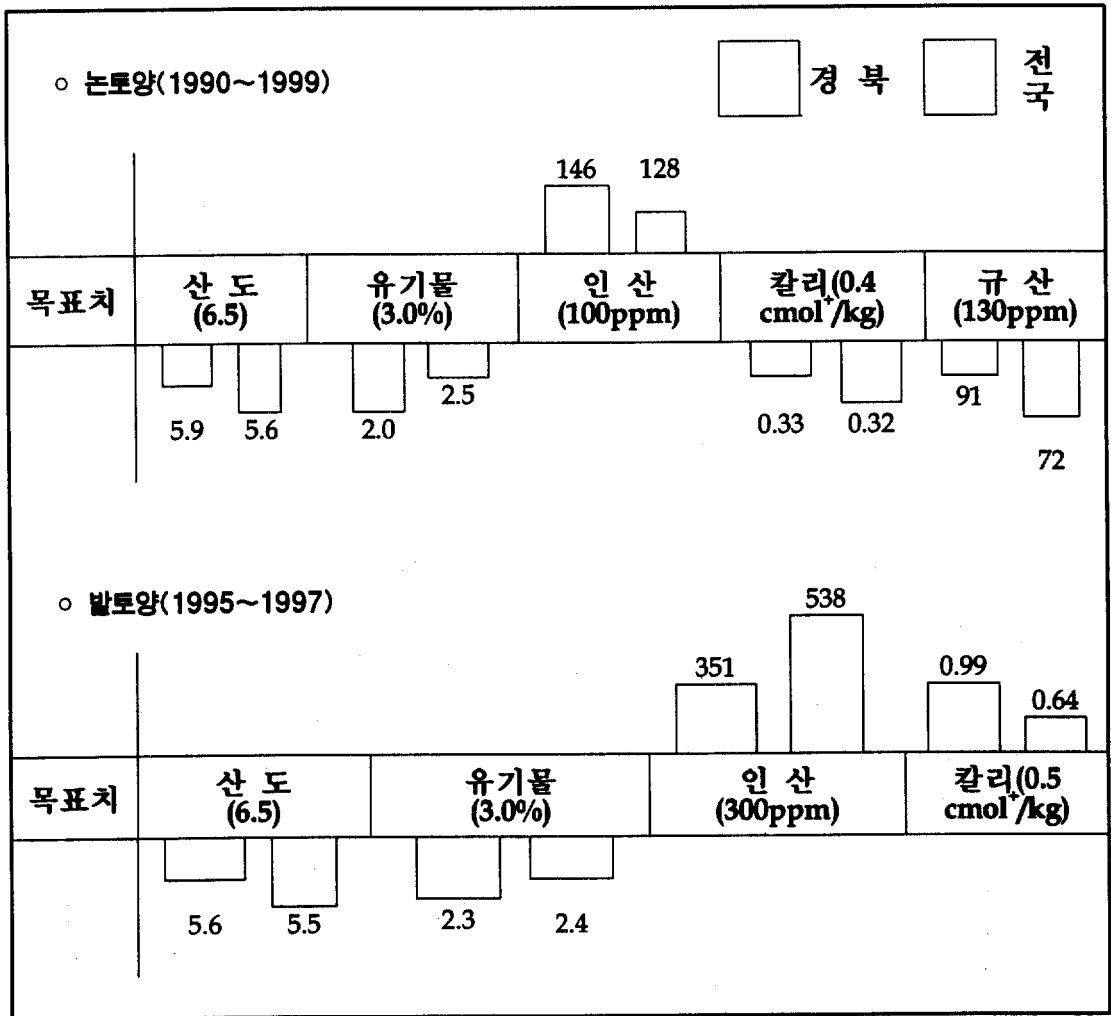 ○ 논토양(1990~1999)
경 북
전국
146 128
목표치
산 도 (6.5)
유기물 (3.0%)
인 산 (100ppm)
칼리(0.4 cmol⁺/kg)
규 산 (130ppm)
5.9 5.6 2.0 2.5 0.33 0.32 91 72
○ 밭토양(1995~1997)
351 538 0.99 0.64
목표치
산 도 (6.5)
유기물 (3.0%)
인 산 (300ppm)
칼리(0.5 cmol⁺/kg)
5.6 5.5 2.3 2.4